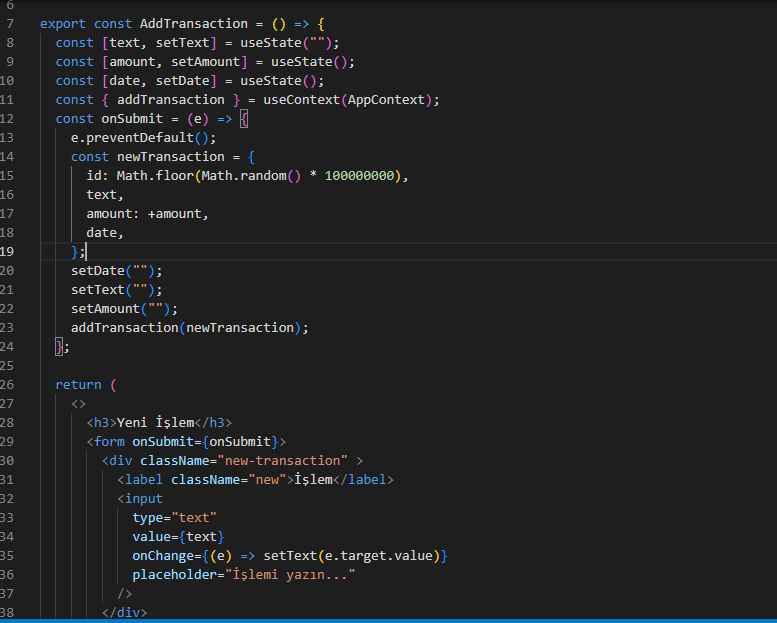 6
7 export const AddTransaction = () => {
8   const [text, setText] = useState("");
9   const [amount, setAmount] = useState();
10   const [date, setDate] = useState();
11   const { addTransaction } = useContext(AppContext);
12   const onSubmit = (e) => {
13     e.preventDefault();
14     const newTransaction = {
15       id: Math.floor(Math.random() * 100000000),
16       text,
17       amount: +amount,
18       date,
19     };
20     setDate("");
21     setText("");
22     setAmount("");
23     addTransaction(newTransaction);
24   };
25
26   return (
27     <>
28       <h3>Yeni İşlem</h3>
29       <form onSubmit={onSubmit}>
30         <div className="new-transaction" >
31           <label className="new">İşlem</label>
32           <input
33             type="text"
34             value={text}
35             onChange={(e) => setText(e.target.value)}
36             placeholder="İşlemi yazın..."
37           />
38         </div>